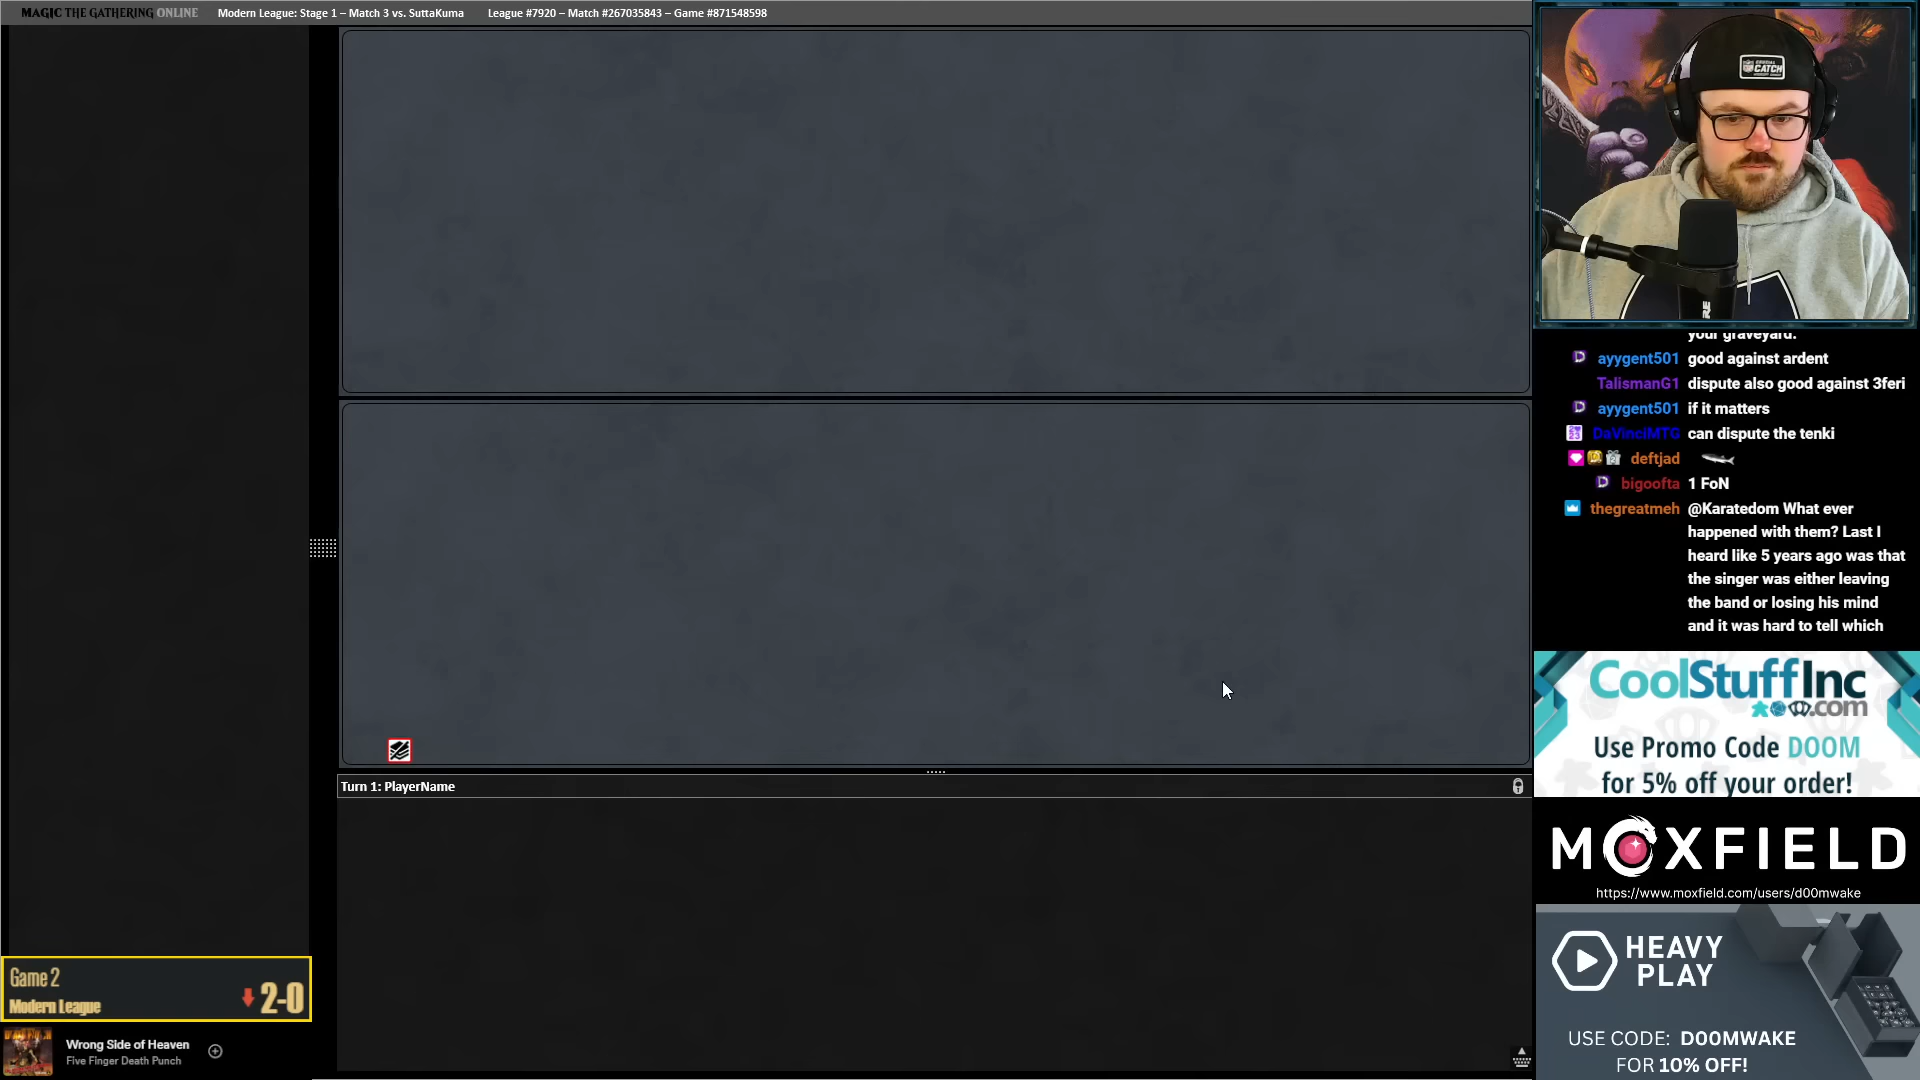 MAGIC THE GATHERING ONLINE
Modern League: Stage 1 – Match 3 vs. SuttaKuma
League #7920 – Match #267035843 – Game #871548598
CRUCIAL
CATCH
your graveyard.
ayygent501 good against ardent
TalismanG1 dispute also good against 3feri
ayygent501 if it matters
DaVinciMTG can dispute the tenki
deftjad
bigoofta 1 FoN
thegreatmeh @Karatedom What ever
happened with them? Last I
heard like 5 years ago was that
the singer was either leaving
the band or losing his mind
and it was hard to tell which
CoolStuffInc
.com
Use Promo Code DOOM
for 5% off your order!
Turn 1: PlayerName
MOXFIELD
https://www.moxfield.com/users/d00mwake
HEAVY
PLAY
USE CODE: D00MWAKE
FOR 10% OFF!
Game 2
Modern League
2-0
Wrong Side of Heaven
Five Finger Death Punch